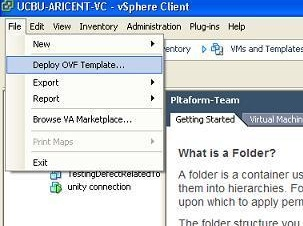 UCBU-ARICENT-VC - vSphere Client
File Edit View Inventory Administration Plug-ins Help
New
Deploy OVF Template...
Export
Report
Browse VA Marketplace...
Print Maps
Exit
ventory
VMs and Templates
TestingDefectRelatedTo
unity connection
Pltaform-Team
Getting Started
Virtual Machin
What is a Folder?
A folder is a container us
them into hierarchies. Fo
upon which to apply perm
The folder structure you